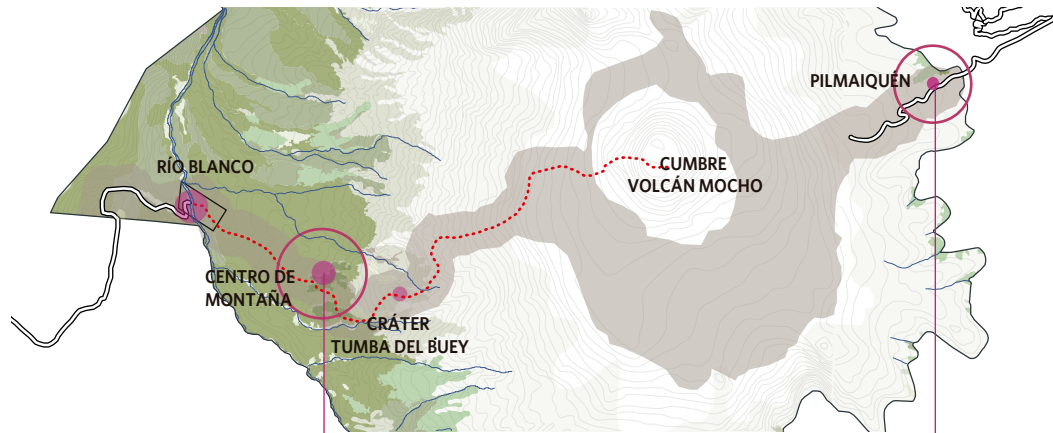 PILMAIQUÉN
RÍO BLANCO
CUMBRE
VOLCÁN MOCHO
CENTRO DE
MONTAÑA
CRÁTER
TUMBA DEL BUEY